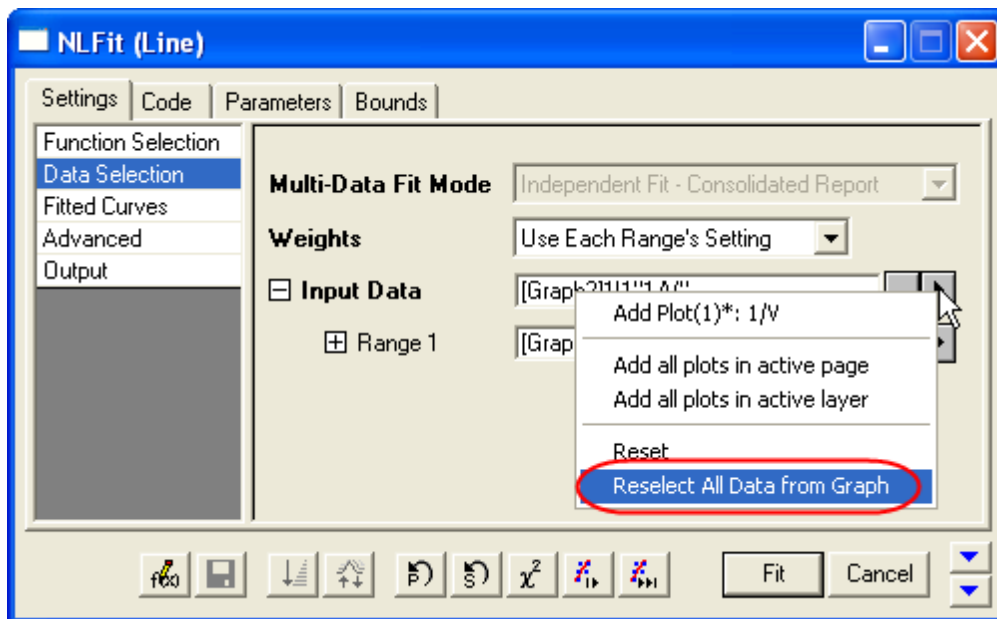 NLFit (Line)
Settings Code Parameters Bounds
Function Selection
Data Selection
Fitted Curves
Advanced
Output
Multi-Data Fit Mode Independent Fit - Consolidated Report
Weights Use Each Range's Setting
Input Data
Range 1 [Grap
Add Plot(1)*: 1/V
Add all plots in active page
Add all plots in active layer
Reset
Reselect All Data from Graph
f(x) P S χ² Fit Cancel